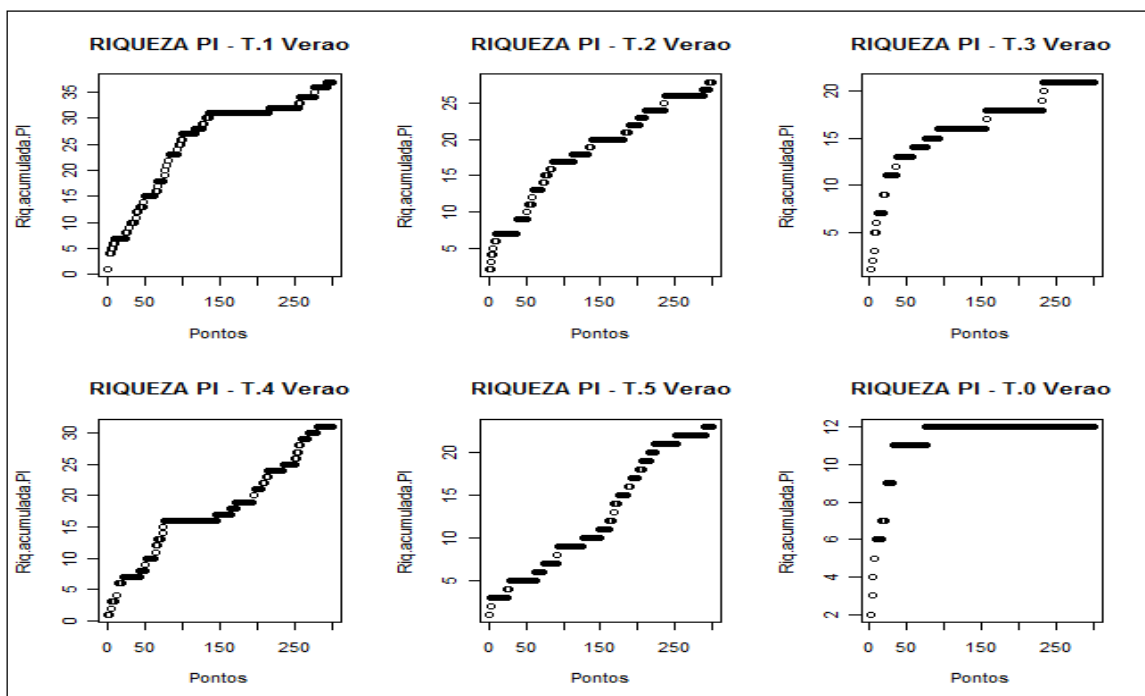 RIQUEZA PI - T.1 Verao
RIQUEZA PI - T.2 Verao
RIQUEZA PI - T.3 Verao
Riq.acumulada.PI
0 5 10 15 20 25 30 35
0 50 150 250
Pontos
Riq.acumulada.PI
5 10 15 20 25
0 50 150 250
Pontos
Riq.acumulada.PI
5 10 15 20
0 50 150 250
Pontos
RIQUEZA PI - T.4 Verao
RIQUEZA PI - T.5 Verao
RIQUEZA PI - T.0 Verao
Riq.acumulada.PI
0 5 10 15 20 25 30
0 50 150 250
Pontos
Riq.acumulada.PI
5 10 15 20
0 50 150 250
Pontos
Riq.acumulada.PI
2 4 6 8 10 12
0 50 150 250
Pontos